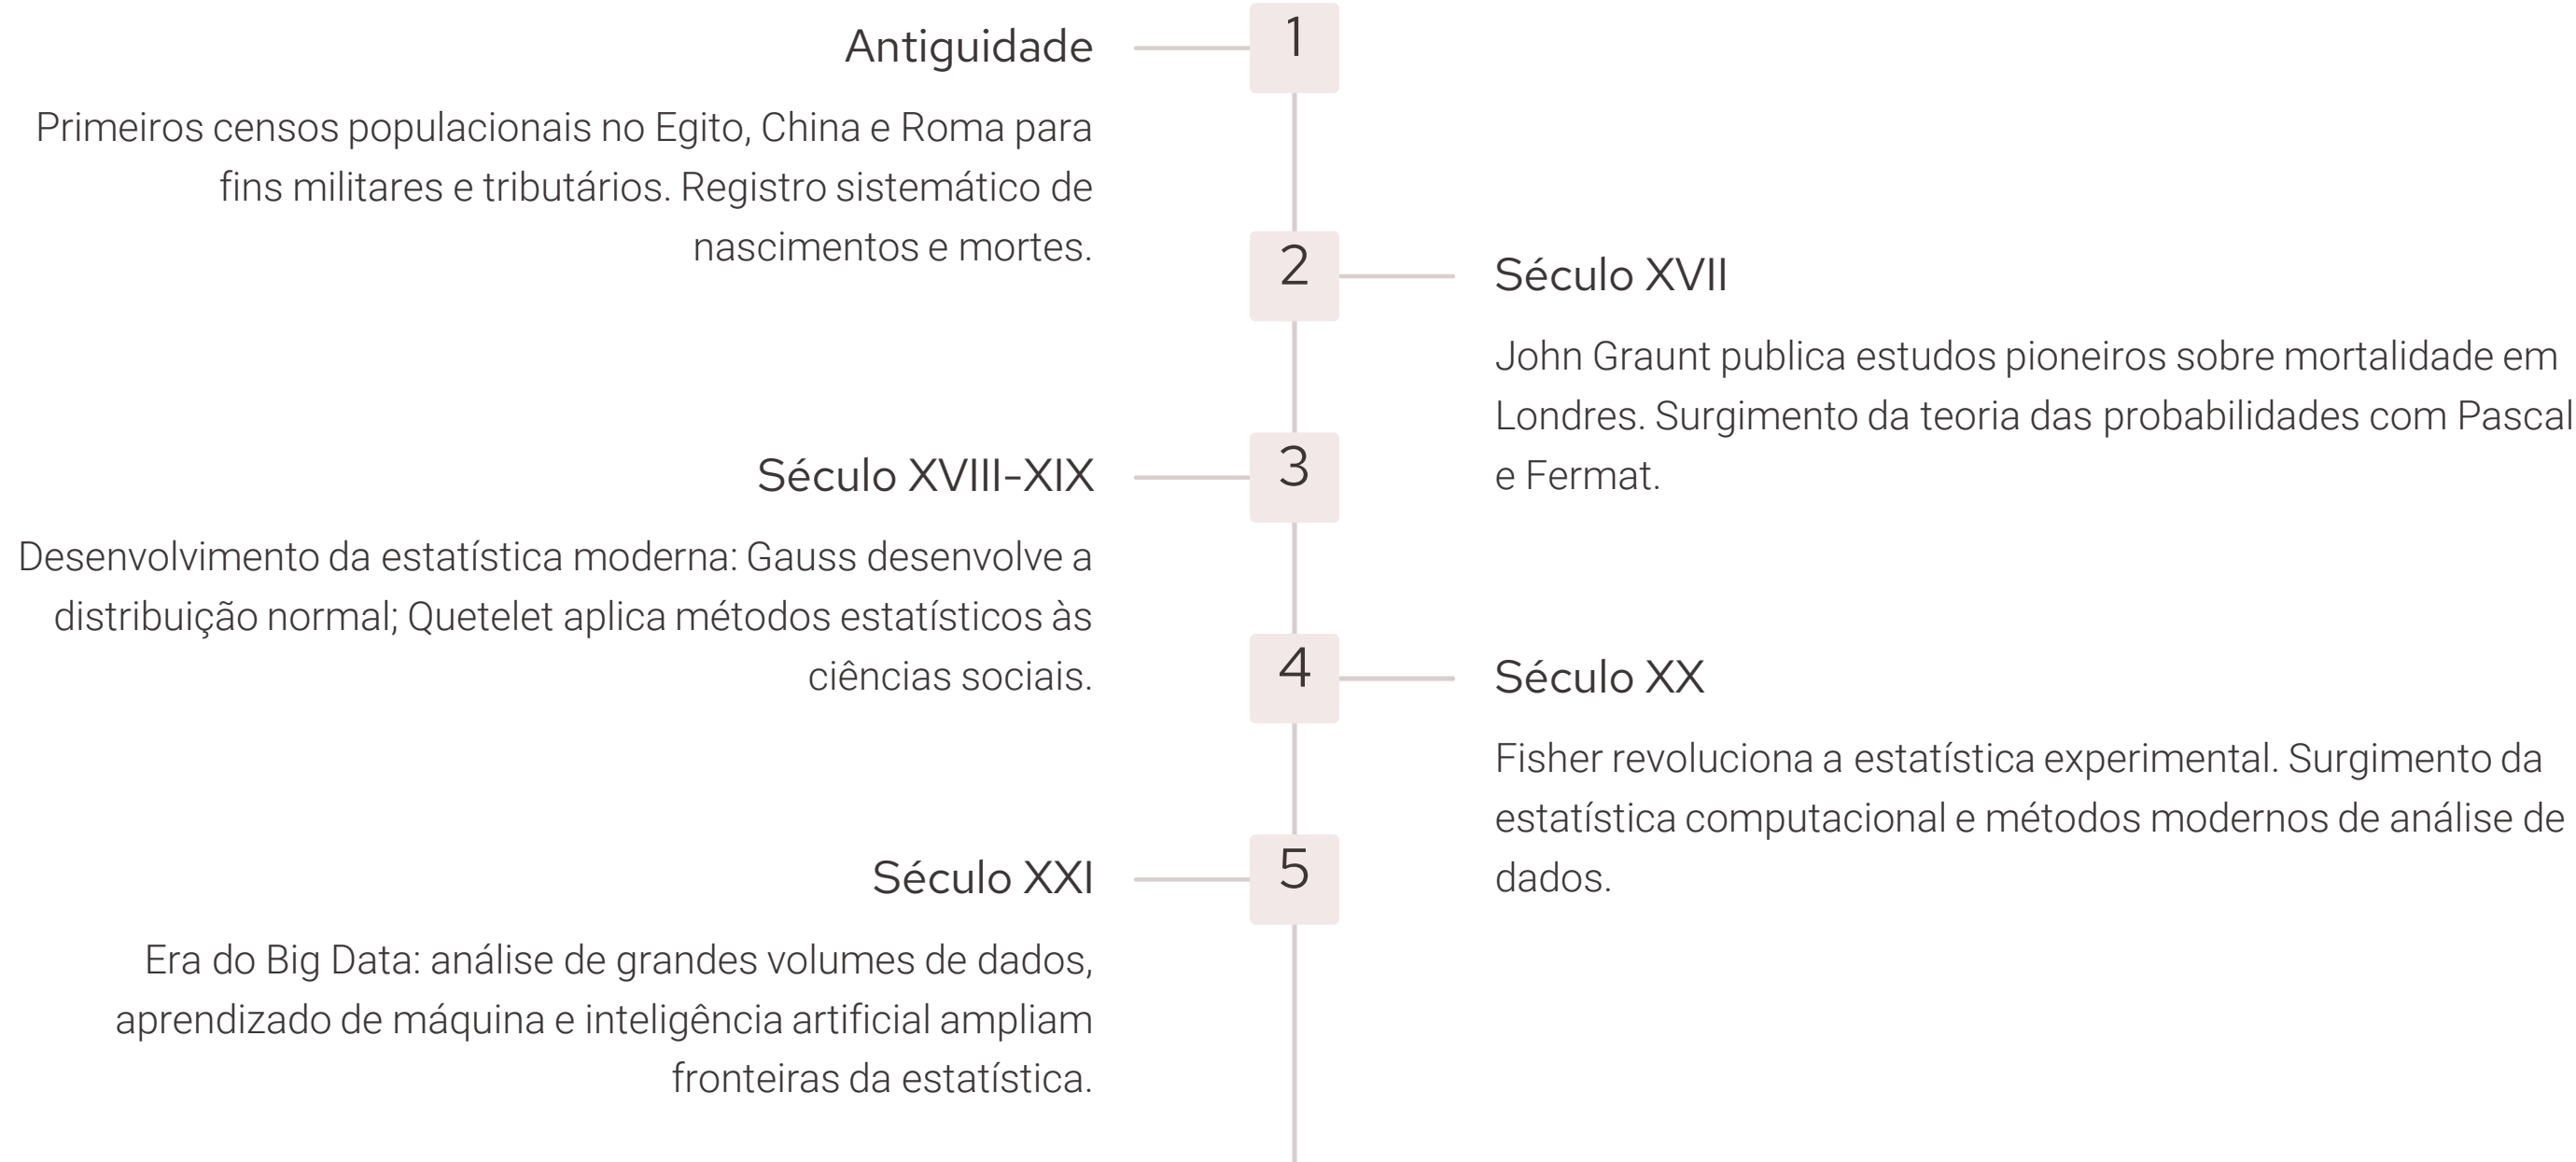 1
Antiguidade
Primeiros censos populacionais no Egito, China e Roma para
fins militares e tributários. Registro sistemático de
nascimentos e mortes.
2
Século XVII
John Graunt publica estudos pioneiros sobre mortalidade em
Londres. Surgimento da teoria das probabilidades com Pascal
e Fermat.
3
Século XVIII-XIX
Desenvolvimento da estatística moderna: Gauss desenvolve a
distribuição normal; Quetelet aplica métodos estatísticos às
ciências sociais.
4
Século XX
Fisher revoluciona a estatística experimental. Surgimento da
estatística computacional e métodos modernos de análise de
dados.
5
Século XXI
Era do Big Data: análise de grandes volumes de dados,
aprendizado de máquina e inteligência artificial ampliam
fronteiras da estatística.